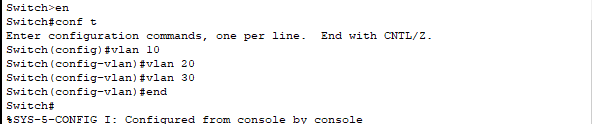 Switch>en
Switch#conf t
Enter configuration commands, one per line.  End with CNTL/Z.
Switch(config)#vlan 10
Switch(config-vlan)#vlan 20
Switch(config-vlan)#vlan 30
Switch(config-vlan)#end
Switch#
%SYS-5-CONFIG_I: Configured from console by console